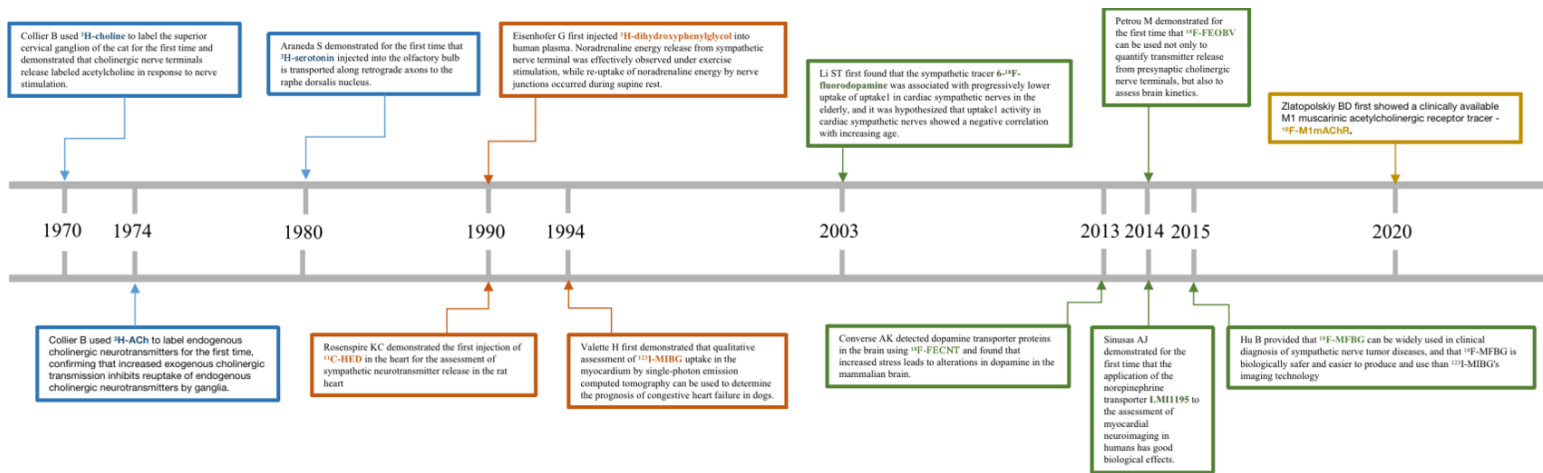 Collier B used ³H-choline to label the superior
cervical ganglion of the cat for the first time and
demonstrated that cholinergic nerve terminals
release labeled acetylcholine in response to nerve
stimulation.
Araneda S demonstrated for the first time that
³H-serotonin injected into the olfactory bulb
is transported along retrograde axons to the
raphe dorsalis nucleus.
Eisenhofer G first injected ³H-dihydroxyphenylglycol into
human plasma. Noradrenaline energy release from sympathetic
nerve terminal was effectively observed under exercise
stimulation, while re-uptake of noradrenaline energy by nerve
junctions occurred during supine rest.
Li ST first found that the sympathetic tracer 6-¹⁸F-
fluorodopamine was associated with progressively lower
uptake of uptake1 in cardiac sympathetic nerves in the
elderly, and it was hypothesized that uptake1 activity in
cardiac sympathetic nerves showed a negative correlation
with increasing age.
Petrou M demonstrated for
the first time that ¹⁸F-FEOBV
can be used not only to
quantify transmitter release
from presynaptic cholinergic
nerve terminals, but also to
assess brain kinetics.
Zlatopolskiy BD first showed a clinically available
M1 muscarinic acetylcholinergic receptor tracer -
¹⁸F-M1mAChR.
1970
1974
1980
1990
1994
2003
2013
2014
2015
2020
Collier B used ³H-ACh to label endogenous
cholinergic neurotransmitters for the first time,
confirming that increased exogenous cholinergic
transmission inhibits reuptake of endogenous
cholinergic neurotransmitters by ganglia.
Rosenspire KC demonstrated the first injection of
¹¹C-HED in the heart for the assessment of
sympathetic neurotransmitter release in the rat
heart
Valette H first demonstrated that qualitative
assessment of ¹²³I-MIBG uptake in the
myocardium by single-photon emission
computed tomography can be used to determine
the prognosis of congestive heart failure in dogs.
Converse AK detected dopamine transporter proteins
in the brain using ¹⁸F-FECNT and found that
increased stress leads to alterations in dopamine in the
mammalian brain.
Sinusas AJ
demonstrated for the
first time that the
application of the
norepinephrine
transporter LMI1195 to
the assessment of
myocardial
neuroimaging in
humans has good
biological effects.
Hu B provided that ¹⁸F-MFBG can be widely used in clinical
diagnosis of sympathetic nerve tumor diseases, and that ¹⁸F-MFBG is
biologically safer and easier to produce and use than ¹²³I-MIBG's
imaging technology